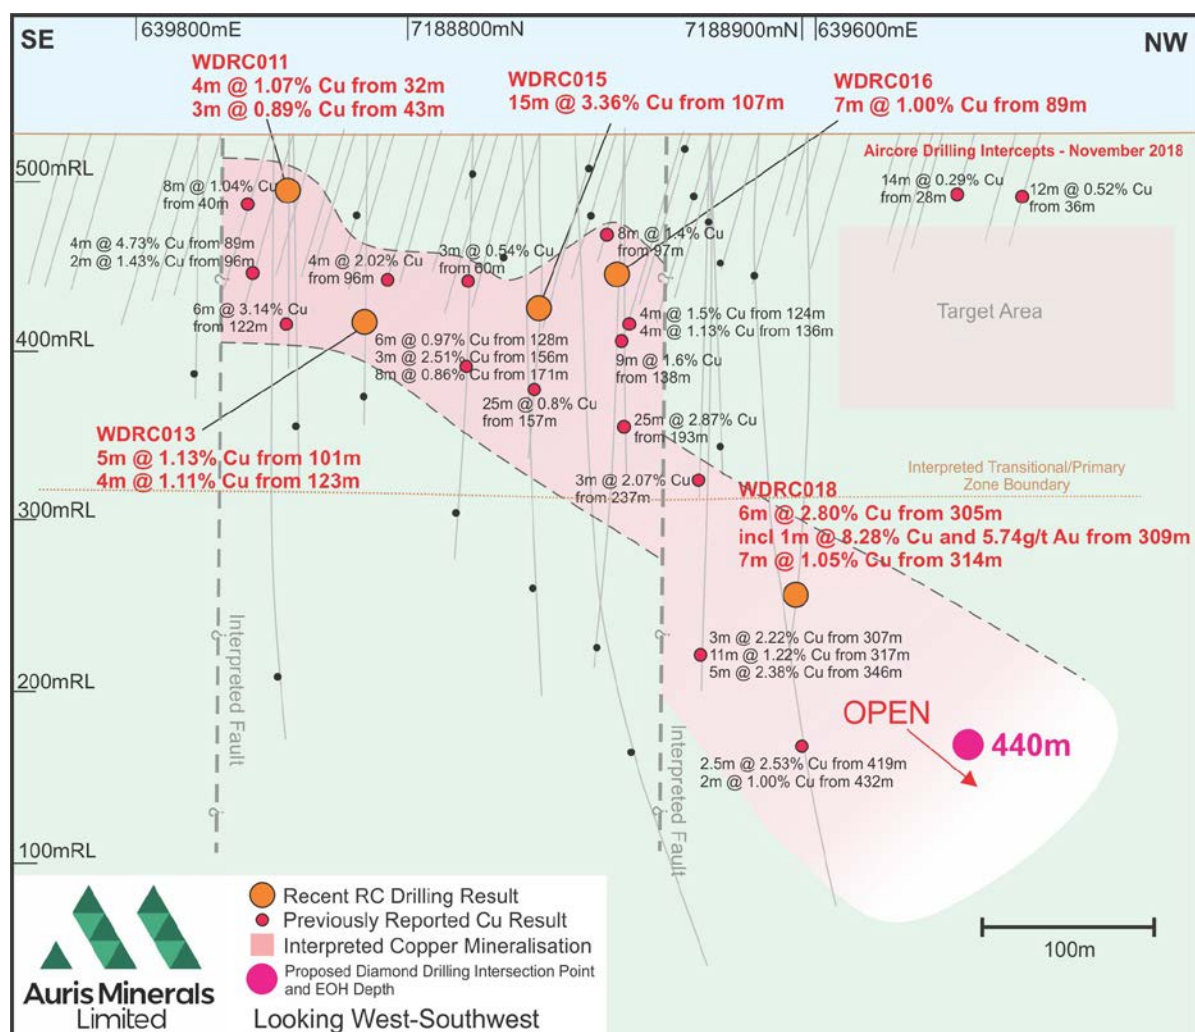 SE
639800mE
7188800mN
7188900mN
639600mE
NW
WDRC011
4m @ 1.07% Cu from 32m
3m @ 0.89% Cu from 43m
WDRC015
15m @ 3.36% Cu from 107m
WDRC016
7m @ 1.00% Cu from 89m
Aircore Drilling Intercepts - November 2018
500mRL
8m @ 1.04% Cu
from 40m
14m @ 0.29% Cu
from 28m
12m @ 0.52% Cu
from 36m
4m @ 4.73% Cu from 89m
2m @ 1.43% Cu from 96m
4m @ 2.02% Cu
from 96m
3m @ 0.54% Cu
from 60m
8m @ 1.4% Cu
from 97m
6m @ 3.14% Cu
from 122m
4m @ 1.5% Cu from 124m
4m @ 1.13% Cu from 136m
Target Area
400mRL
6m @ 0.97% Cu from 128m
3m @ 2.51% Cu from 156m
8m @ 0.86% Cu from 171m
9m @ 1.6% Cu
from 138m
25m @ 0.8% Cu
from 157m
25m @ 2.87% Cu
from 193m
WDRC013
5m @ 1.13% Cu from 101m
4m @ 1.11% Cu from 123m
3m @ 2.07% Cu
from 237m
Interpreted Transitional/Primary
Zone Boundary
300mRL
WDRC018
6m @ 2.80% Cu from 305m
incl 1m @ 8.28% Cu and 5.74g/t Au from 309m
7m @ 1.05% Cu from 314m
Interpreted Fault
3m @ 2.22% Cu from 307m
11m @ 1.22% Cu from 317m
5m @ 2.38% Cu from 346m
200mRL
Interpreted Fault
OPEN
440m
2.5m @ 2.53% Cu from 419m
2m @ 1.00% Cu from 432m
100mRL
Auris Minerals
Limited
Recent RC Drilling Result
Previously Reported Cu Result
Interpreted Copper Mineralisation
Proposed Diamond Drilling Intersection Point
and EOH Depth
Looking West-Southwest
100m